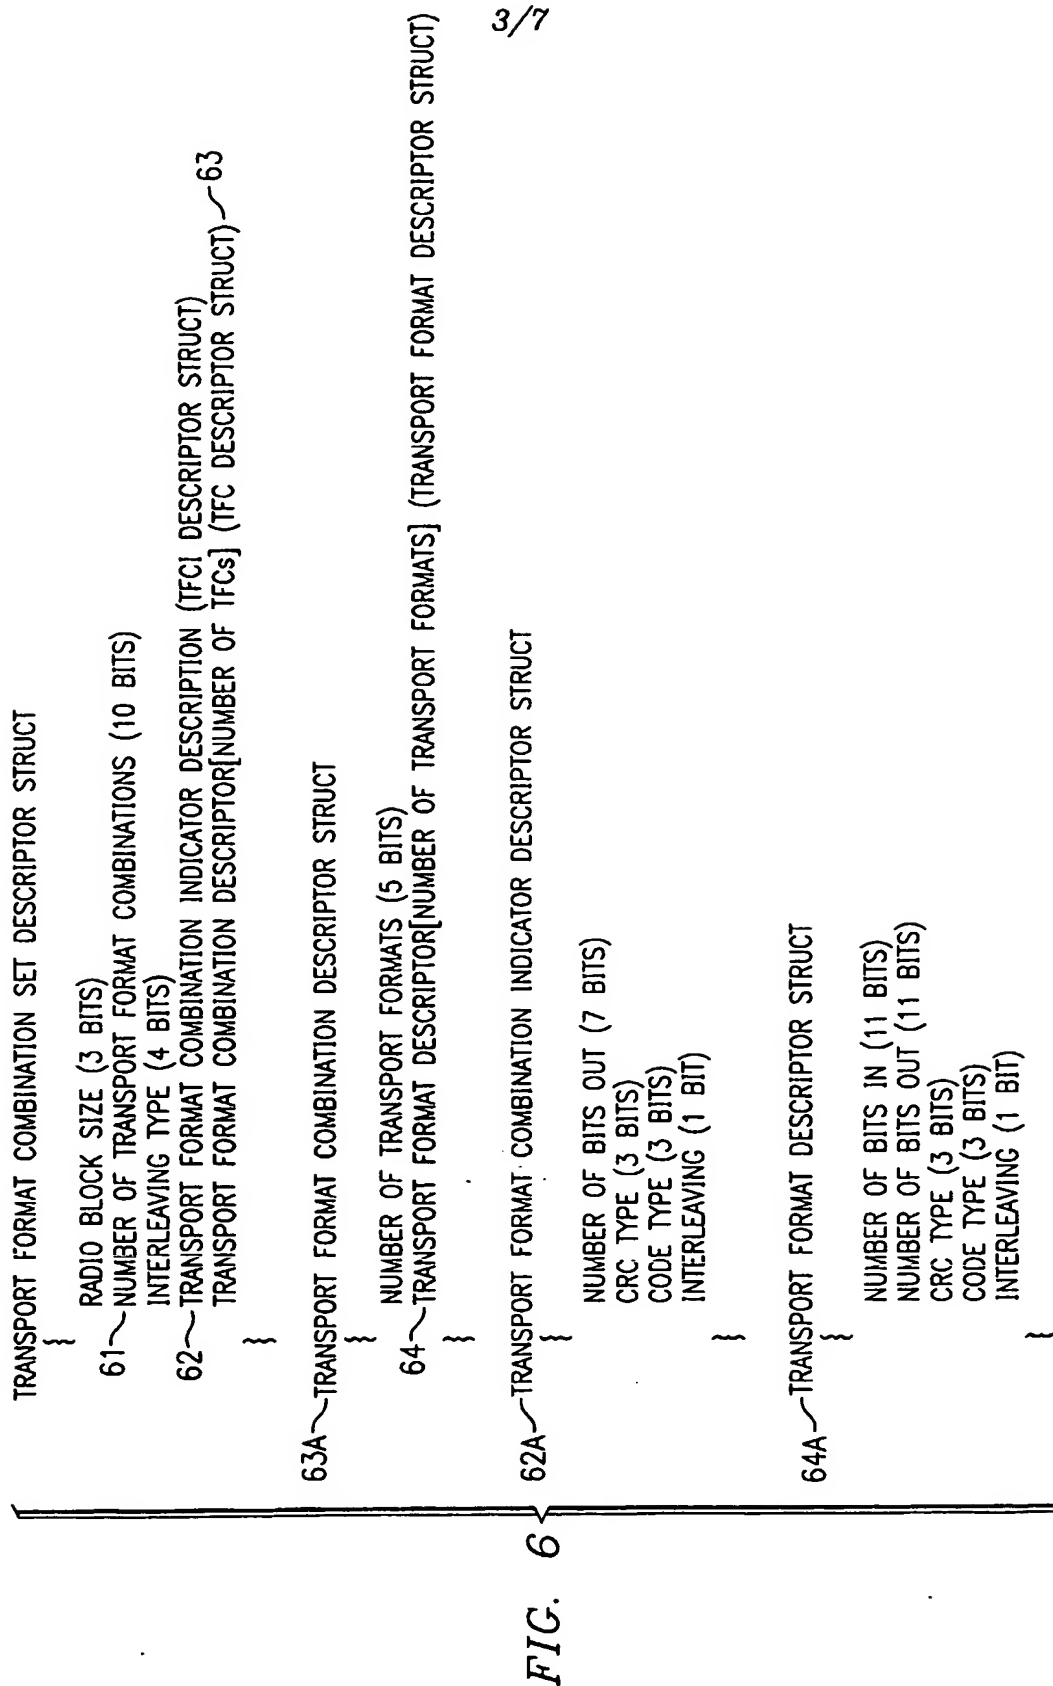 3/7
TRANSPORT FORMAT COMBINATION SET DESCRIPTOR STRUCT
{
RADIO BLOCK SIZE (3 BITS)
61 NUMBER OF TRANSPORT FORMAT COMBINATIONS (10 BITS)
INTERLEAVING TYPE (4 BITS)
62 TRANSPORT FORMAT COMBINATION INDICATOR DESCRIPTION (TFCI DESCRIPTOR STRUCT)
TRANSPORT FORMAT COMBINATION DESCRIPTOR[NUMBER OF TFCs] (TFC DESCRIPTOR STRUCT) 63
}
63A TRANSPORT FORMAT COMBINATION DESCRIPTOR STRUCT
{
NUMBER OF TRANSPORT FORMATS (5 BITS)
64 TRANSPORT FORMAT DESCRIPTOR[NUMBER OF TRANSPORT FORMATS] (TRANSPORT FORMAT DESCRIPTOR STRUCT)
}
62A TRANSPORT FORMAT COMBINATION INDICATOR DESCRIPTOR STRUCT
{
NUMBER OF BITS OUT (7 BITS)
CRC TYPE (3 BITS)
CODE TYPE (3 BITS)
INTERLEAVING (1 BIT)
}
64A TRANSPORT FORMAT DESCRIPTOR STRUCT
{
NUMBER OF BITS IN (11 BITS)
NUMBER OF BITS OUT (11 BITS)
CRC TYPE (3 BITS)
CODE TYPE (3 BITS)
INTERLEAVING (1 BIT)
}
FIG. 6